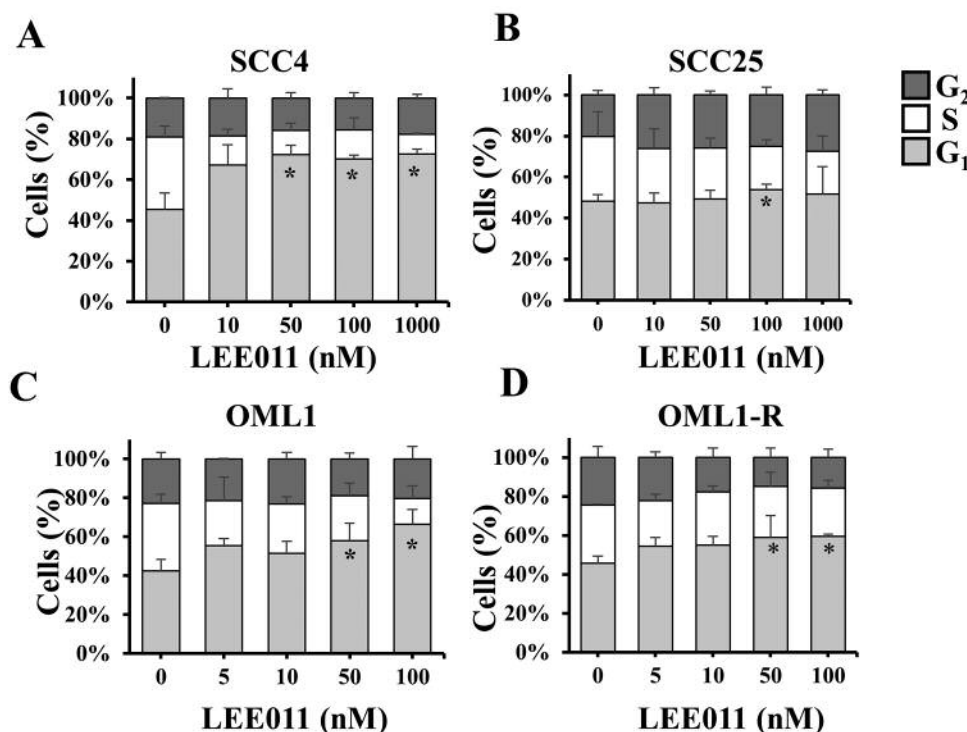 A
SCC4
Cells (%)
100%
80%
60%
40%
20%
0%
* * *
0 10 50 100 1000
LEE011 (nM)
B
SCC25
Cells (%)
100%
80%
60%
40%
20%
0%
*
0 10 50 100 1000
LEE011 (nM)
G2
S
G1
C
OML1
Cells (%)
100%
80%
60%
40%
20%
0%
* *
0 5 10 50 100
LEE011 (nM)
D
OML1-R
Cells (%)
100%
80%
60%
40%
20%
0%
* *
0 5 10 50 100
LEE011 (nM)